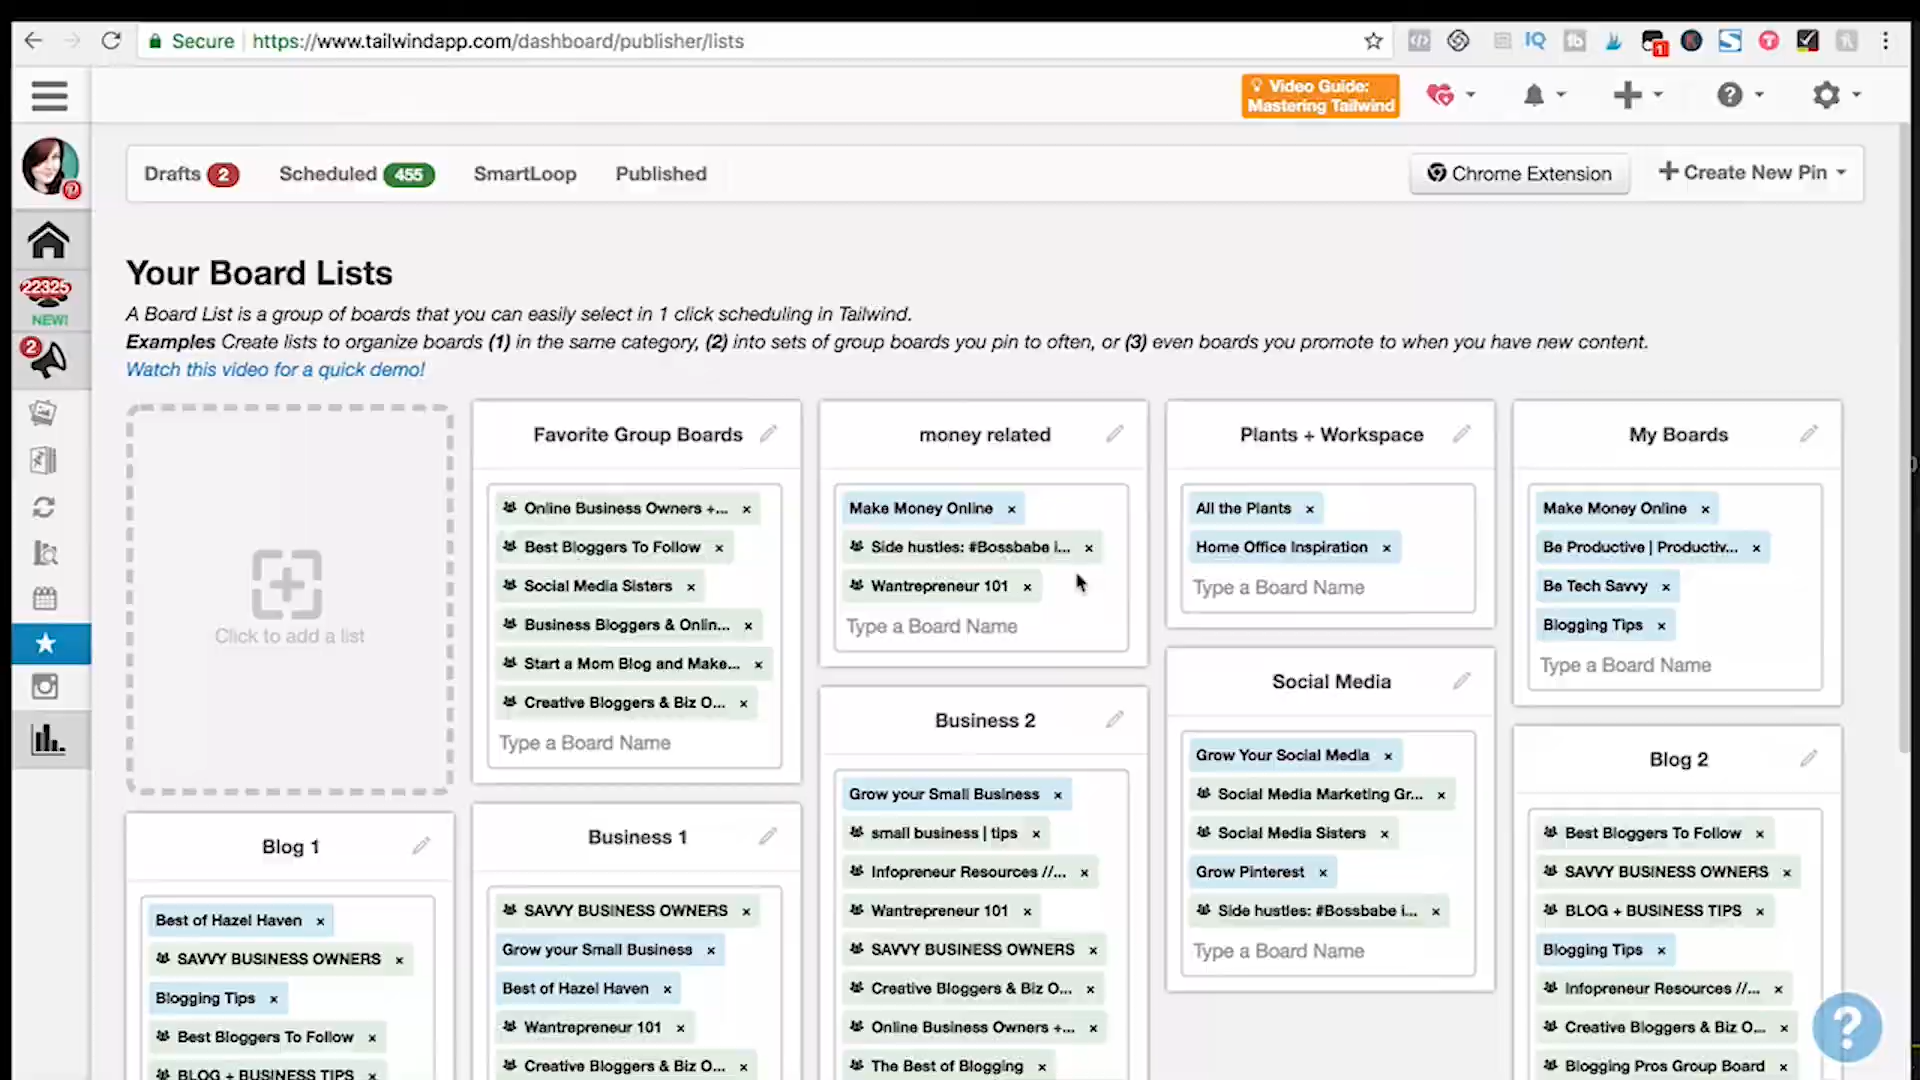 Secure
https://www.tailwindapp.com/dashboard/publisher/lists
IQ
1
Video Guide:
Mastering Tailwind
Drafts 2
Scheduled 455
SmartLoop
Published
Chrome Extension
Create New Pin
22325
NEW!
2
Your Board Lists
A Board List is a group of boards that you can easily select in 1 click scheduling in Tailwind.
Examples Create lists to organize boards (1) in the same category, (2) into sets of group boards you pin to often, or (3) even boards you promote to when you have new content.
Watch this video for a quick demo!
Click to add a list
Blog 1
Best of Hazel Haven ×
SAVVY BUSINESS OWNERS ×
Blogging Tips ×
Best Bloggers To Follow ×
BLOG + BUSINESS TIPS ×
Favorite Group Boards
Online Business Owners +... ×
Best Bloggers To Follow ×
Social Media Sisters ×
Business Bloggers & Onlin... ×
Start a Mom Blog and Make... ×
Creative Bloggers & Biz O... ×
Type a Board Name
Business 1
SAVVY BUSINESS OWNERS ×
Grow your Small Business ×
Best of Hazel Haven ×
Wantrepreneur 101 ×
Creative Bloggers & Biz O... ×
money related
Make Money Online ×
Side hustles: #Bossbabe i... ×
Wantrepreneur 101 ×
Type a Board Name
Business 2
Grow your Small Business ×
small business | tips ×
Infopreneur Resources //... ×
Wantrepreneur 101 ×
SAVVY BUSINESS OWNERS ×
Creative Bloggers & Biz O... ×
Online Business Owners +... ×
The Best of Blogging ×
Plants + Workspace
All the Plants ×
Home Office Inspiration ×
Type a Board Name
Social Media
Grow Your Social Media ×
Social Media Marketing Gr... ×
Social Media Sisters ×
Grow Pinterest ×
Side hustles: #Bossbabe i... ×
Type a Board Name
My Boards
Make Money Online ×
Be Productive | Productiv... ×
Be Tech Savvy ×
Blogging Tips ×
Type a Board Name
Blog 2
Best Bloggers To Follow ×
SAVVY BUSINESS OWNERS ×
BLOG + BUSINESS TIPS ×
Blogging Tips ×
Infopreneur Resources //... ×
Creative Bloggers & Biz O... ×
Blogging Pros Group Board ×